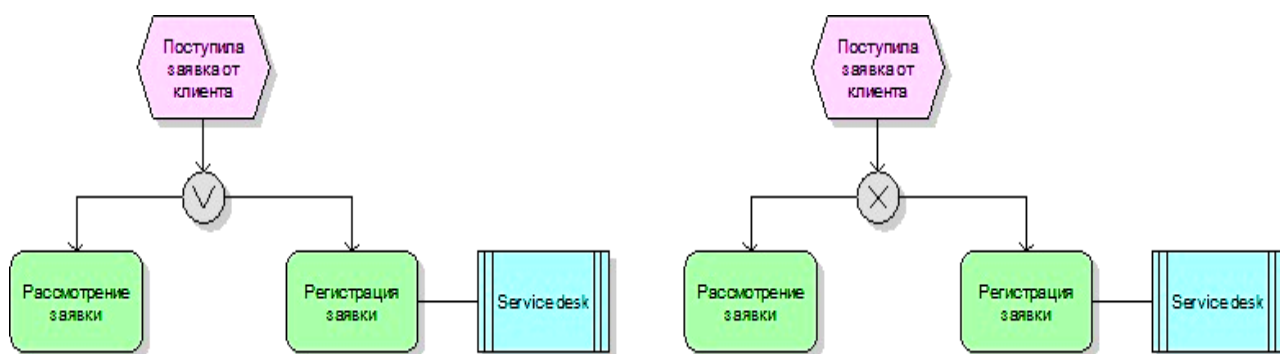 Поступила
заявка от
клиента
V
Рассмотрение
заявки
Регистрация
заявки
Service desk
Поступила
заявка от
клиента
X
Рассмотрение
заявки
Регистрация
заявки
Service desk